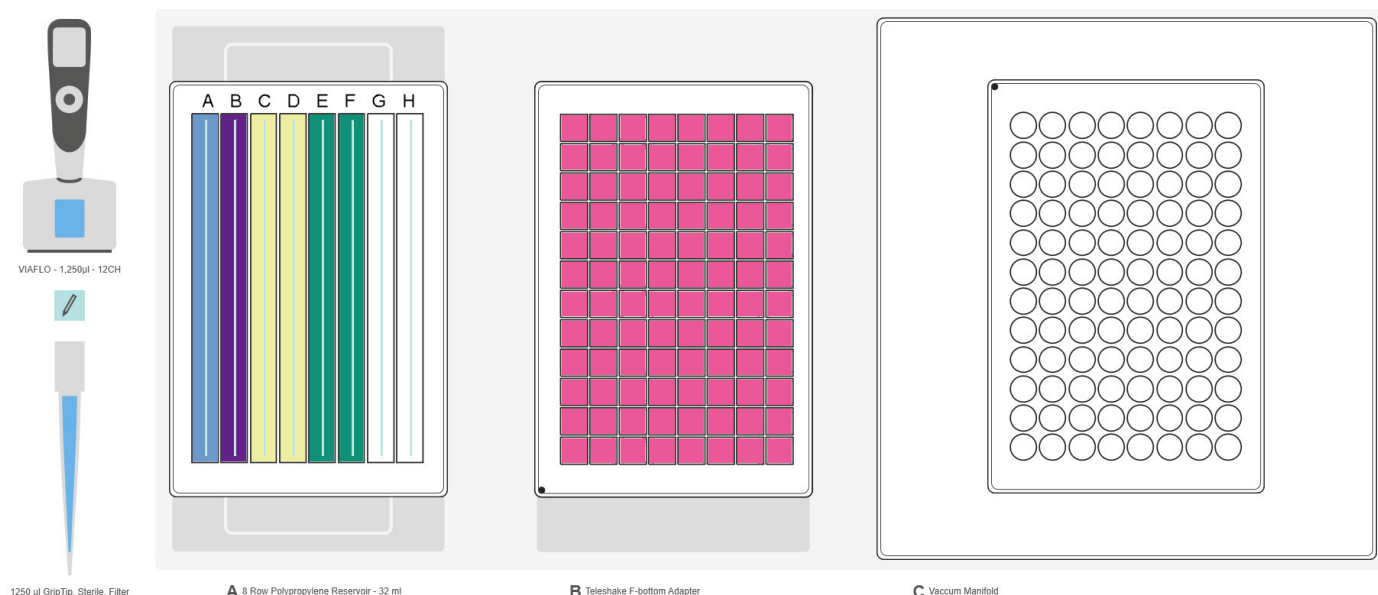 A B C D E F G H
VIAFLO - 1,250µl - 12CH
1250 µl GripTip, Sterile, Filter
A 8 Row Polypropylene Reservoir - 32 ml
B Teleshake F-bottom Adapter
C Vaccum Manifold